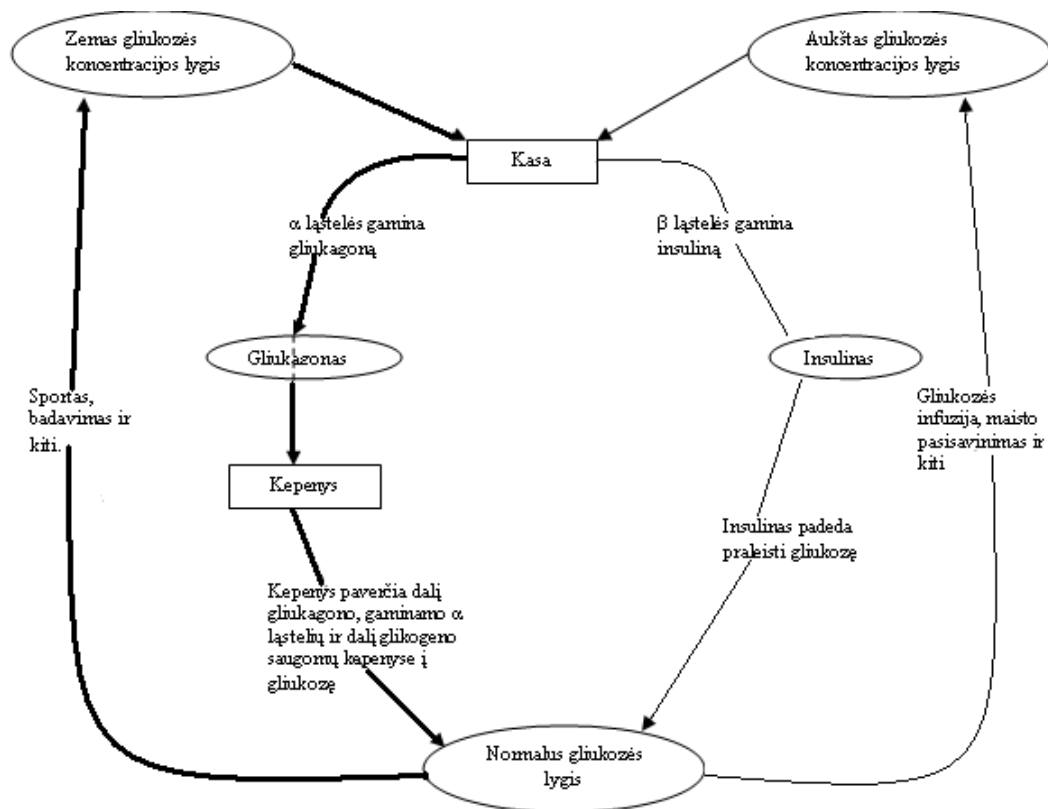 Zemas gliukozės
koncentracijos lygis
Aukštas gliukozės
koncentracijos lygis
Kasa
α ląstelės gamina
gliukagoną
β ląstelės gamina
insuliną
Gliukagonas
Insulinas
Sportas,
badavimas ir
kiti.
Gliukozės
infuzija, maisto
pasisavinimas ir
kiti
Kepenys
Insulinas padeda
praleisti gliukozę
Kepenys paverčia dalį
gliukagono, gaminamo α
ląstelių ir dalį glikogeno
saugomų kepenyse į
gliukozę
Normalus gliukozės
lygis